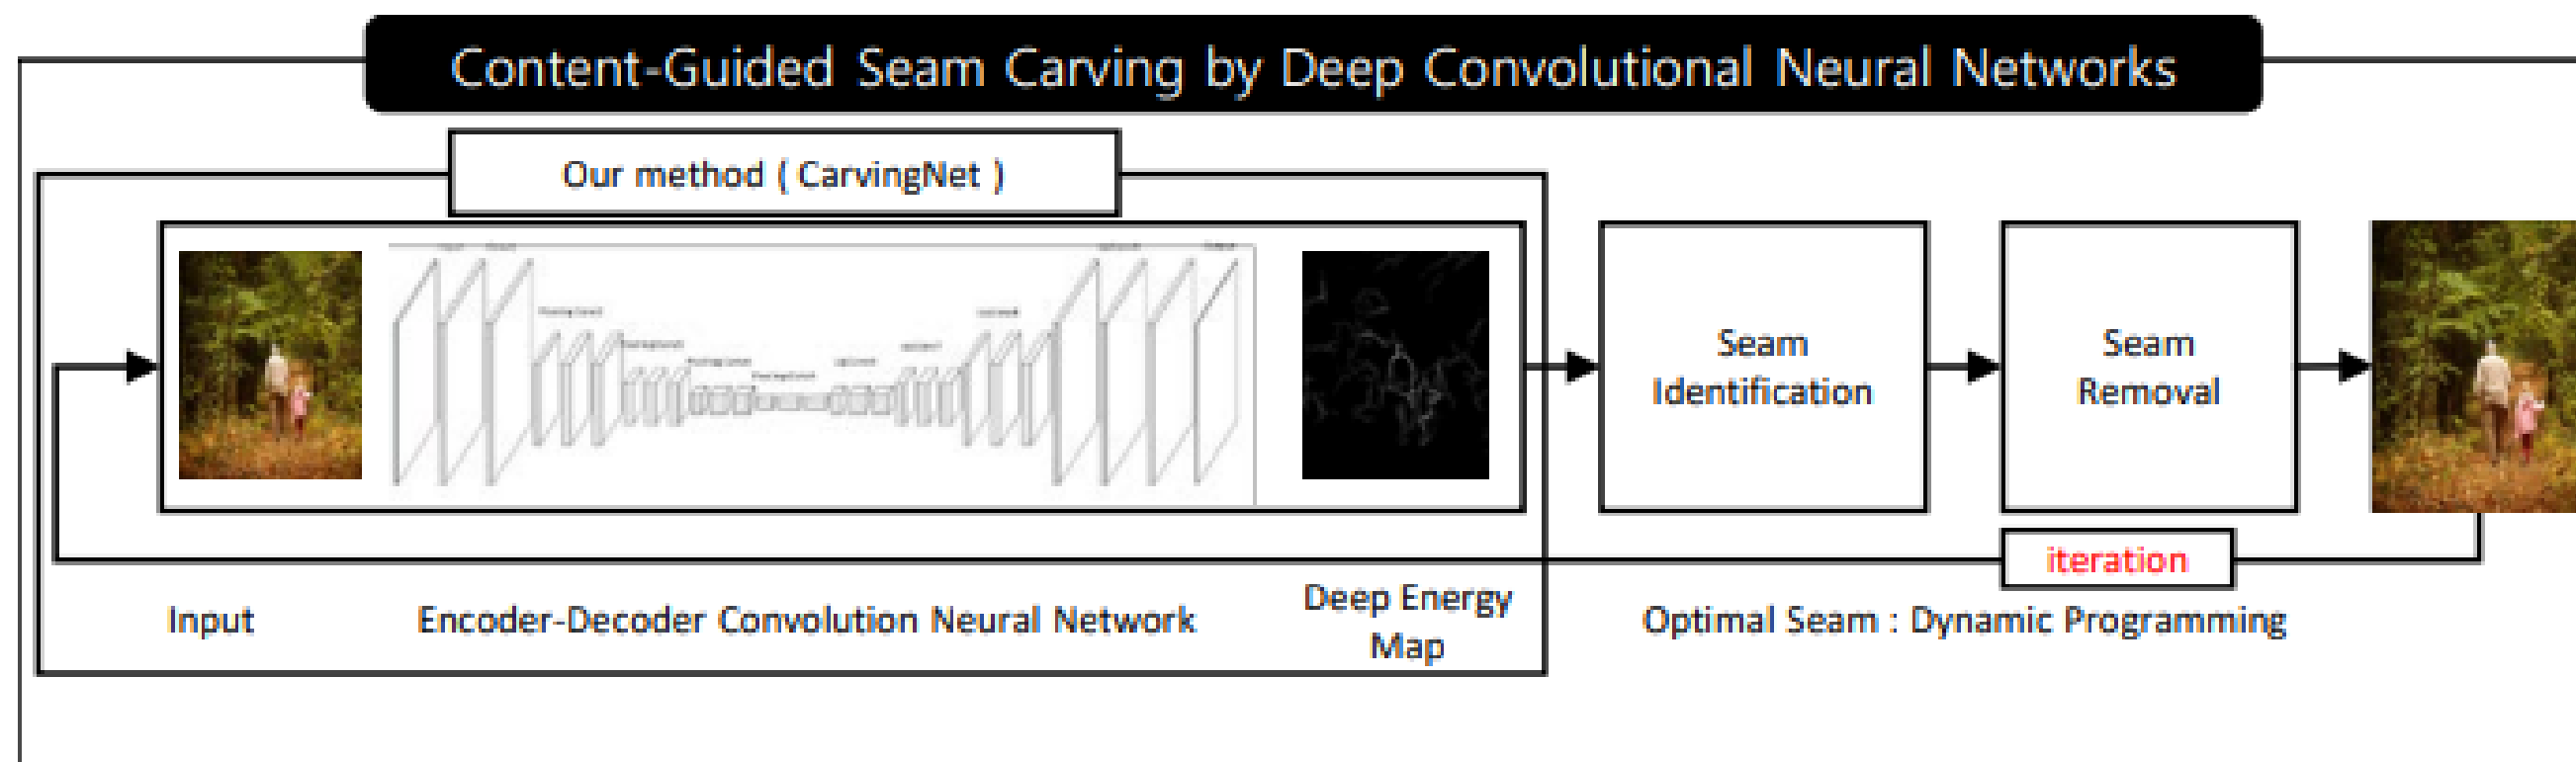 Content-Guided Seam Carving by Deep Convolutional Neural Networks
Our method ( CarvingNet )
Seam
Identification
Seam
Removal
iteration
Input
Encoder-Decoder Convolution Neural Network
Deep Energy
Map
Optimal Seam : Dynamic Programming